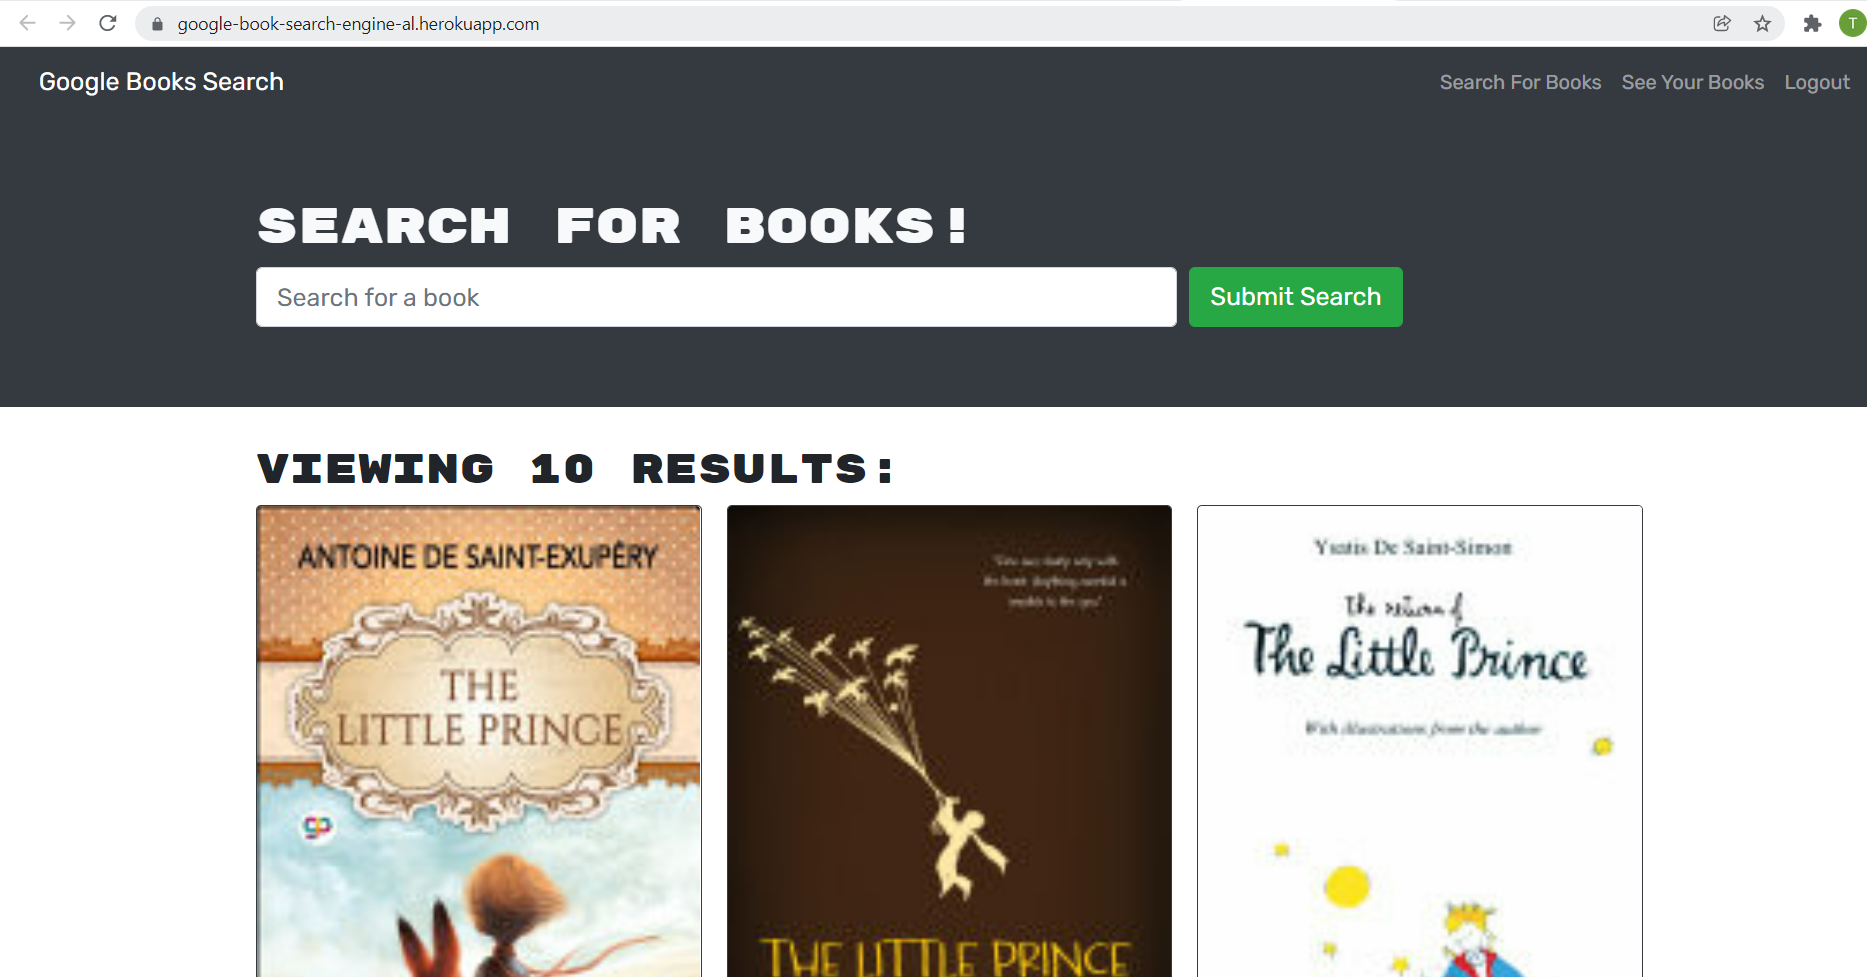 google-book-search-engine-al.herokuapp.com
T
Google Books Search
Search For Books
See Your Books
Logout
SEARCH FOR BOOKS!
Search for a book
Submit Search
VIEWING 10 RESULTS:
ANTOINE DE SAINT-EXUPÉRY
THE
LITTLE PRINCE
gp
THE LITTLE PRINCE
Ysatis De Saint-Simon
The return of
The Little Prince
With illustrations from the author